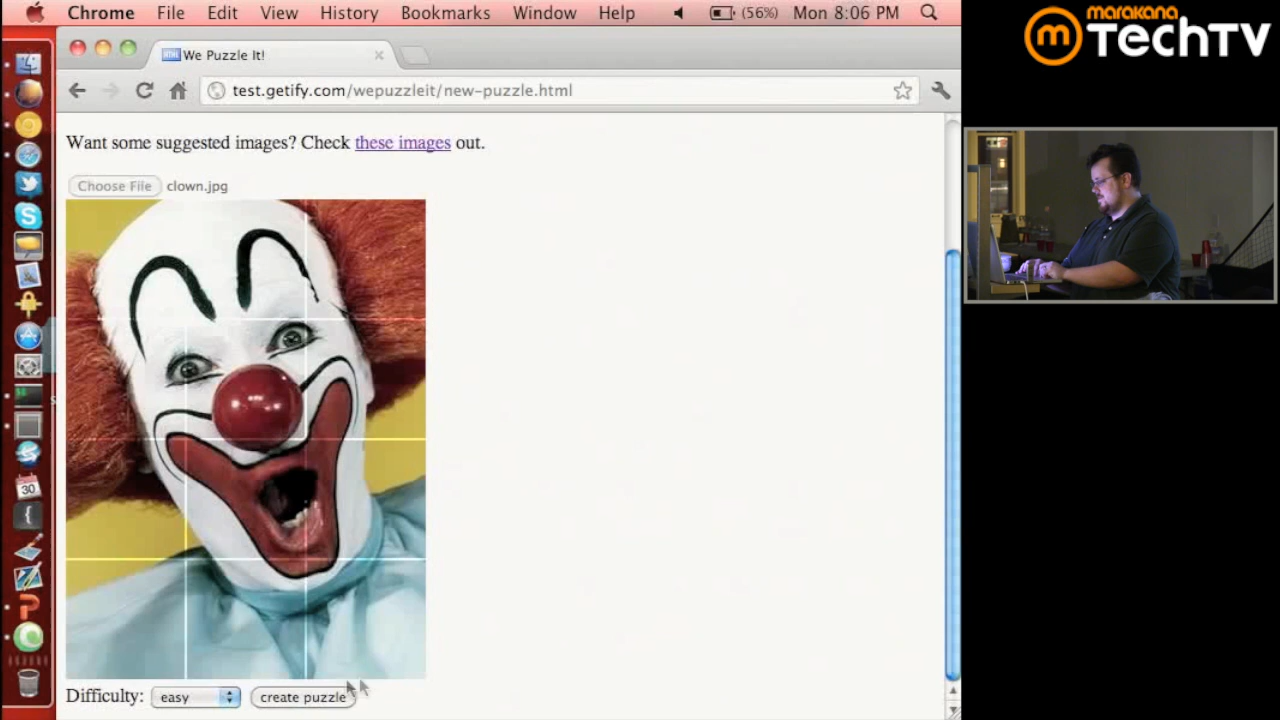 Chrome File Edit View History Bookmarks Window Help (56%) Mon 8:06 PM
marakana
m TechTV
HTML We Puzzle It!
test.getify.com/wepuzzleit/new-puzzle.html
Want some suggested images? Check these images out.
Choose File clown.jpg
30
Difficulty: easy create puzzle